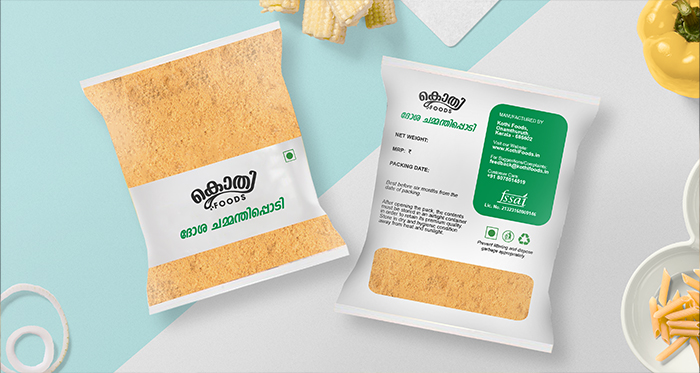 കൊതി
FOODS
ദോശ ചമ്മന്തിപ്പൊടി
കൊതി
FOODS
ദോശ ചമ്മന്തിപ്പൊടി
NET WEIGHT:
MRP: ₹
PACKING DATE:
Best before six months from the
date of packing
After opening the pack, the contents
must be stored in an airtight container
in order to retain its premium quality.
Store in dry and hygienic condition
away from heat and sunlight.
MANUFACTURED BY
Kothi Foods,
Kerala -
Visit our Website:
www.KothiFoods.in
For Suggestions/Complaints:
feedback@kothifoods.in
Customer Care:
fssai
Lic. No.
Prevent littering and dispose
garbage appropriately